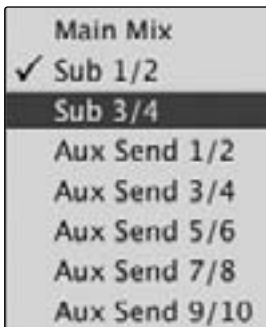 Main Mix
✓ Sub 1/2
Sub 3/4
Aux Send 1/2
Aux Send 3/4
Aux Send 5/6
Aux Send 7/8
Aux Send 9/10